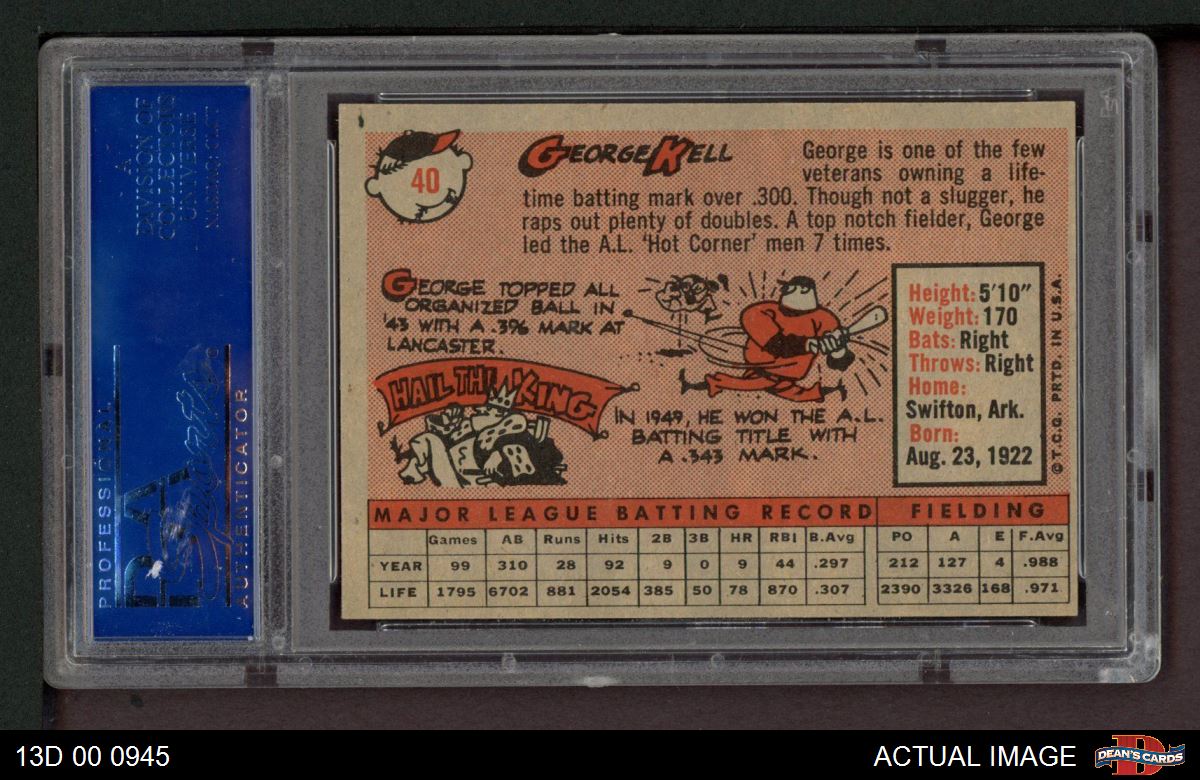 40
GEORGE KELL
George is one of the few
veterans owning a life-
time batting mark over .300. Though not a slugger, he
raps out plenty of doubles. A top notch fielder, George
led the A.L. 'Hot Corner' men 7 times.
GEORGE TOPPED ALL
ORGANIZED BALL IN
'43 WITH A .396 MARK AT
LANCASTER.
HAIL THE KING
IN 1949, HE WON THE A.L.
BATTING TITLE WITH
A .343 MARK.
Height: 5'10"
Weight: 170
Bats: Right
Throws: Right
Home:
Swifton, Ark.
Born:
Aug. 23, 1922
©T.C.G. PRTD. IN U.S.A.
MAJOR LEAGUE BATTING RECORD FIELDING
Games AB Runs Hits 2B 3B HR RBI B.Avg PO A E F.Avg
YEAR 99 310 28 92 9 0 9 44 .297 212 127 4 .988
LIFE 1795 6702 881 2054 385 50 78 870 .307 2390 3326 168 .971
A
DIVISION OF
COLLECTORS
UNIVERSE
PROFESSIONAL
PSA
AUTHENTICATOR
13D 00 0945
ACTUAL IMAGE
DEAN'S CARDS